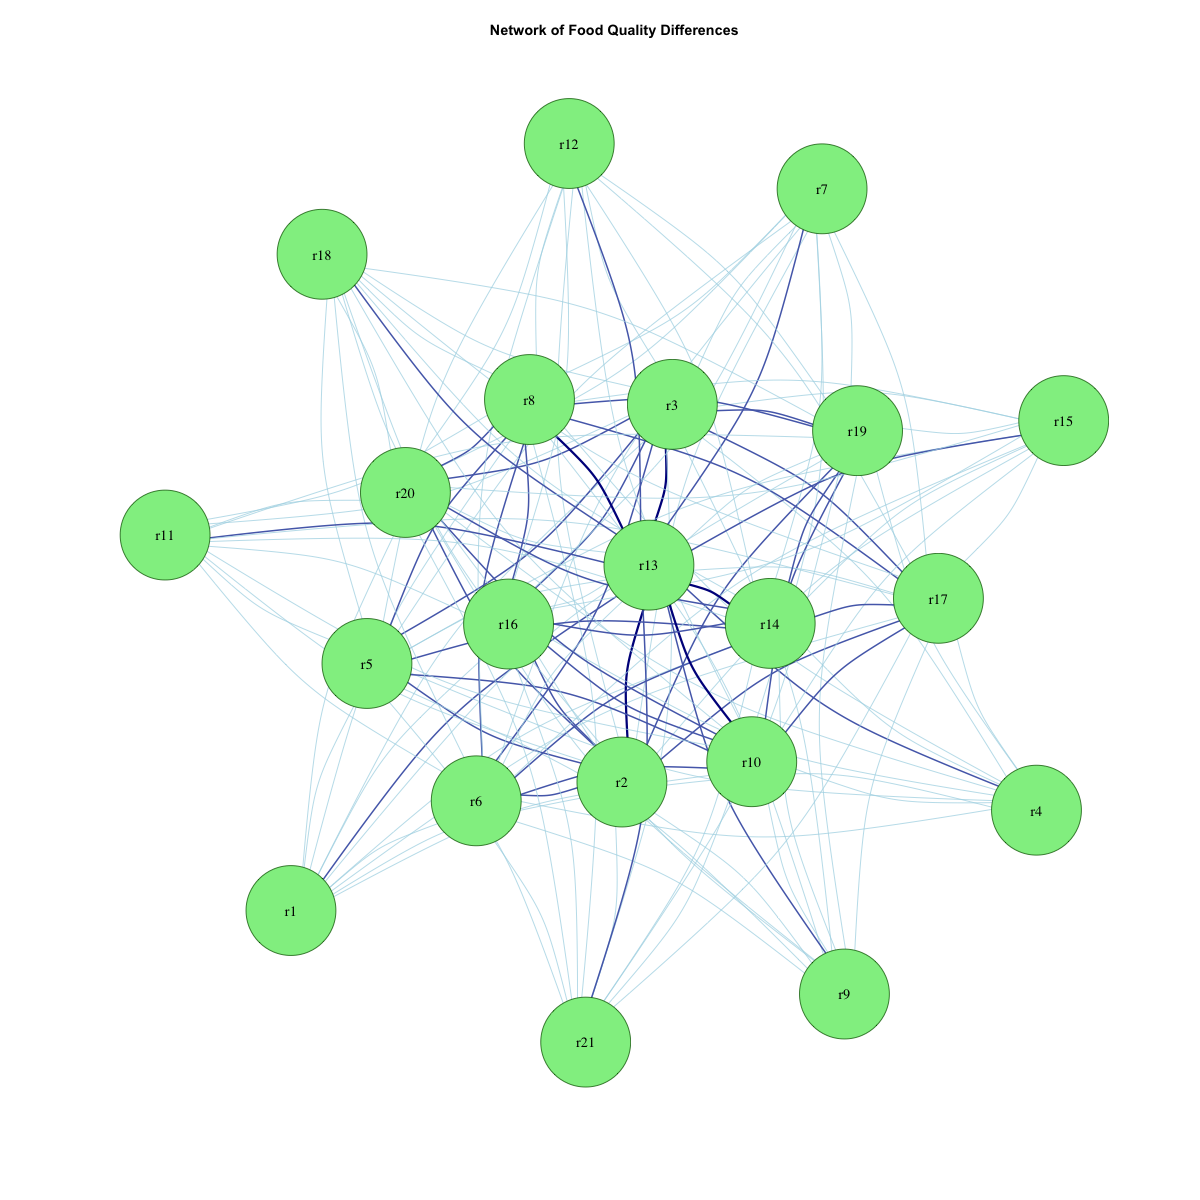 Network of Food Quality Differences
r12
r7
r18
r8
r3
r19
r15
r20
r11
r13
r17
r16
r14
r5
r10
r2
r6
r4
r1
r9
r21